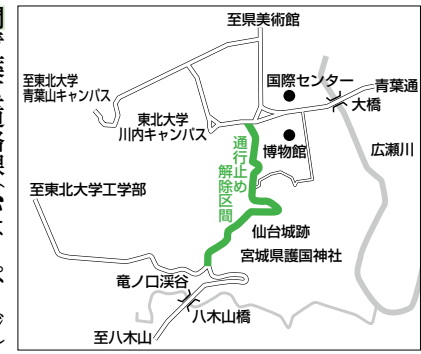 至県美術館
至東北大学
青葉山キャンパス
国際センター
青葉通
大橋
東北大学
川内キャンパス
博物館
広瀬川
通行止め
解除区間
至東北大学工学部
仙台城跡
宮城県護国神社
竜ノ口渓谷
八木山橋
至八木山